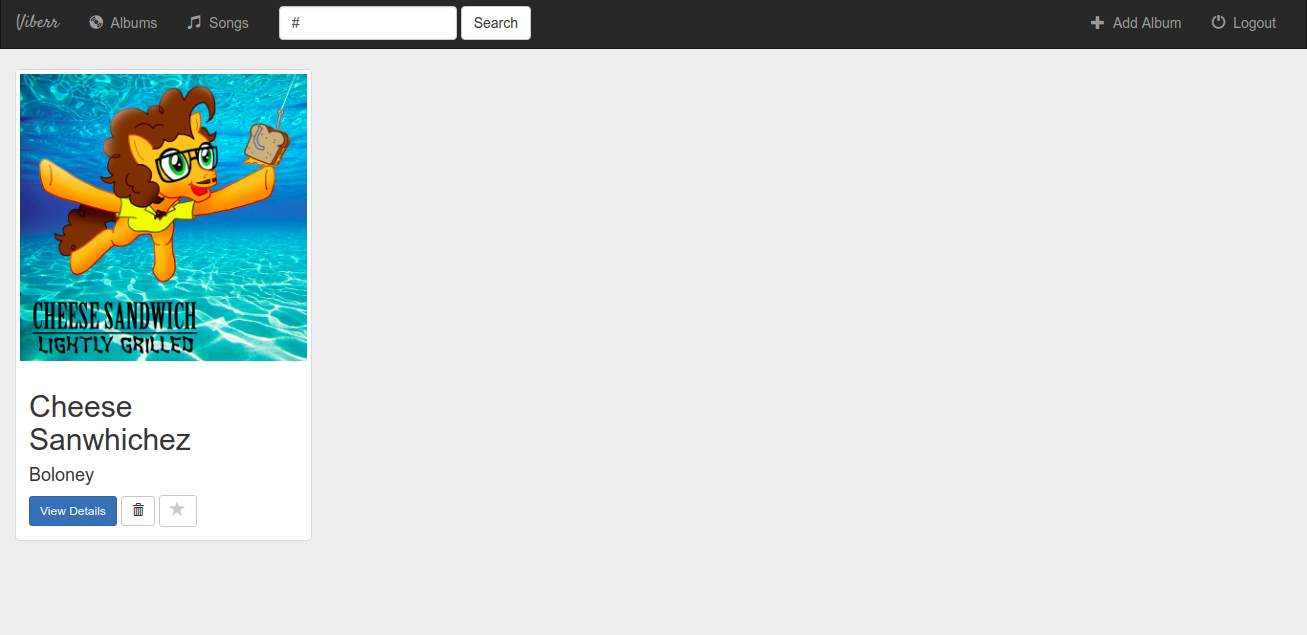 Viberr Albums Songs # Search Add Album Logout
CHEESE SANDWICH
LIGHTLY GRILLED
Cheese
Sanwhichez
Boloney
View Details